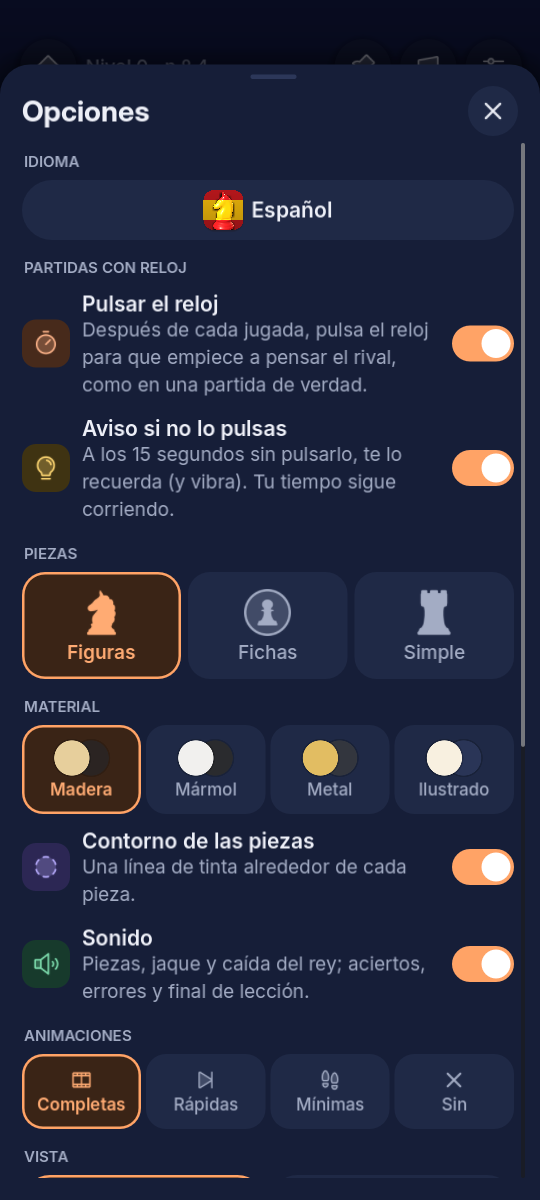 Nivel 0
Opciones
IDIOMA
Español
PARTIDAS CON RELOJ
Pulsar el reloj
Después de cada jugada, pulsa el reloj
para que empiece a pensar el rival,
como en una partida de verdad.
Aviso si no lo pulsas
A los 15 segundos sin pulsarlo, te lo
recuerda (y vibra). Tu tiempo sigue
corriendo.
PIEZAS
Figuras
Fichas
Simple
MATERIAL
Madera
Mármol
Metal
Ilustrado
Contorno de las piezas
Una línea de tinta alrededor de cada
pieza.
Sonido
Piezas, jaque y caída del rey; aciertos,
errores y final de lección.
ANIMACIONES
Completas
Rápidas
Mínimas
Sin
VISTA